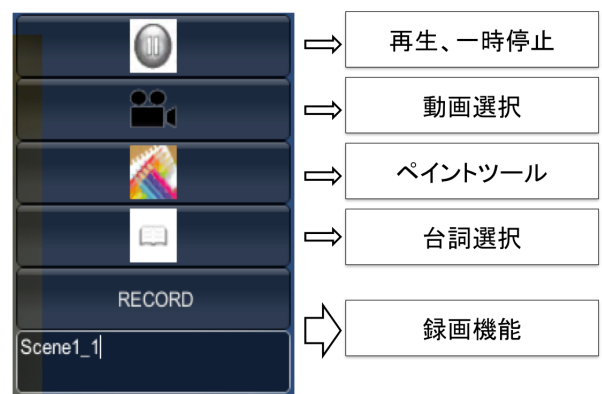 再生、一時停止
動画選択
ペイントツール
台詞選択
RECORD
録画機能
Scene1_1